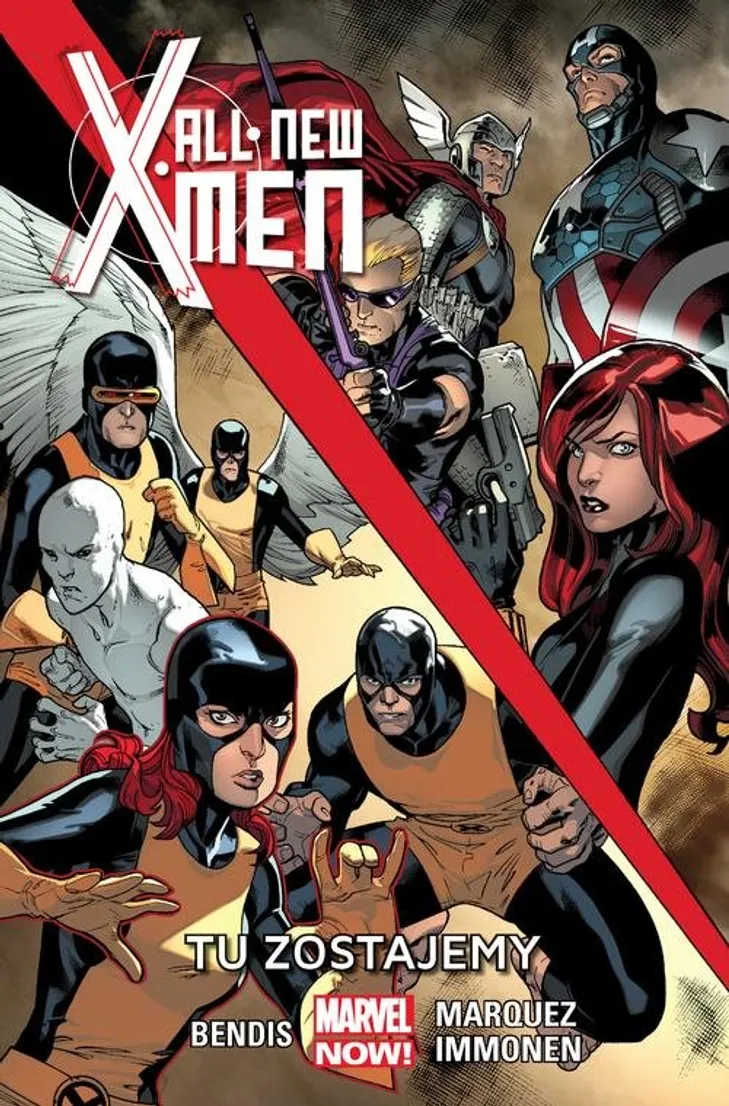 ALL NEW
X-MEN
TU ZOSTAJEMY
BENDIS
MARVEL
NOW!
MARQUEZ
IMMONEN